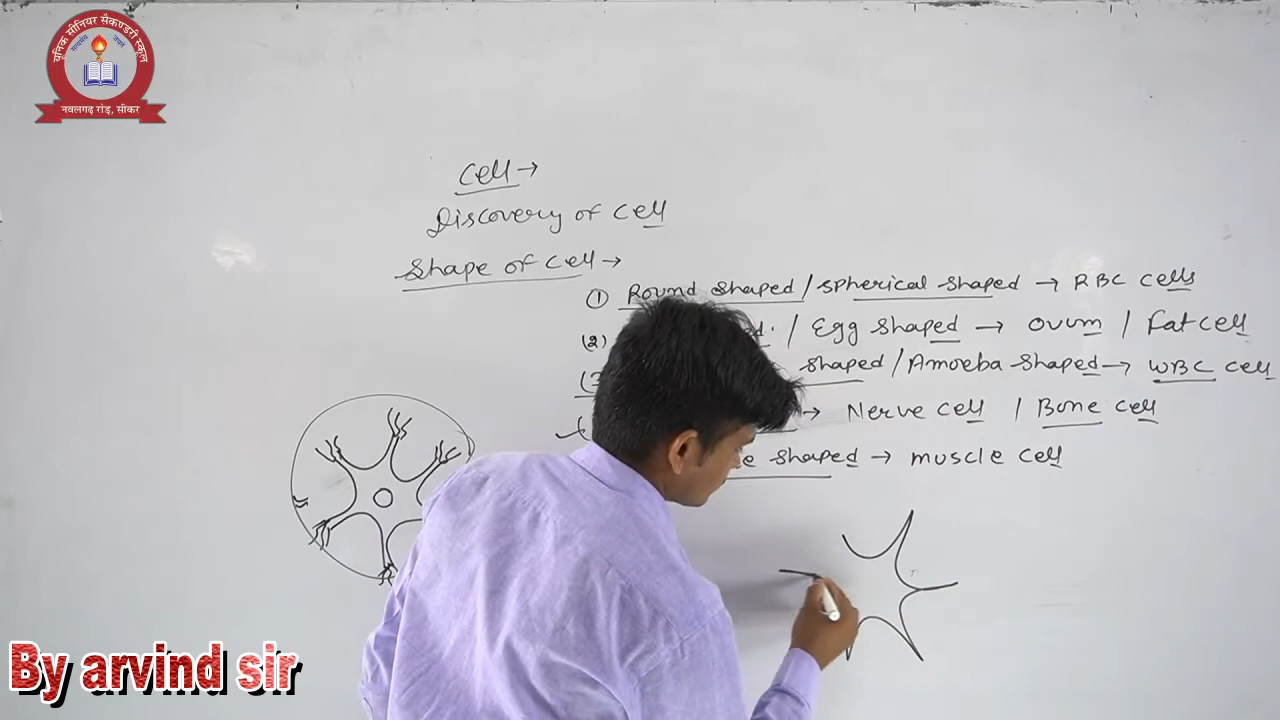 यूनिक सीनियर सैकण्डरी स्कूल
नवलगढ़ रोड़, सीकर
Cell →
Discovery of Cell
Shape of Cell →
① Round Shaped / Spherical Shaped → RBC Cells
(2) / Egg Shaped → Ovum / Fat Cell
(3 Shaped / Amoeba Shaped → WBC Cell
→ Nerve Cell / Bone Cell
Shaped → muscle Cell
By arvind sir